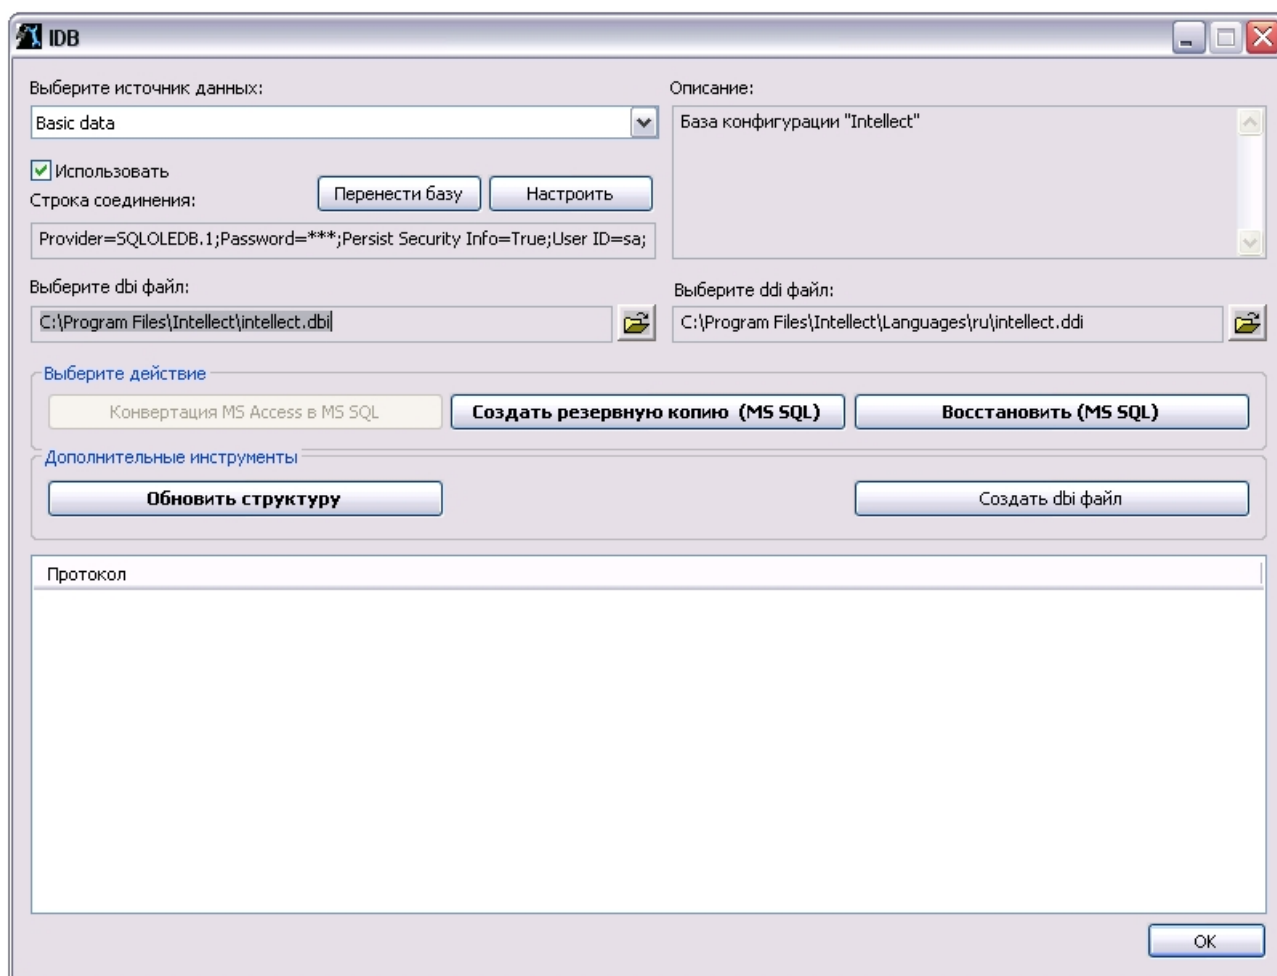 IDB
Выберите источник данных:
Описание:
Basic data
База конфигурации "Intellect"
Использовать
Строка соединения:
Перенести базу
Настроить
Provider=SQLOLEDB.1;Password=***;Persist Security Info=True;User ID=sa;
Выберите dbi файл:
Выберите ddi файл:
C:\Program Files\Intellect\intellect.dbi
C:\Program Files\Intellect\Languages\ru\intellect.ddi
Выберите действие
Конвертация MS Access в MS SQL
Создать резервную копию (MS SQL)
Восстановить (MS SQL)
Дополнительные инструменты
Обновить структуру
Создать dbi файл
Протокол
OK